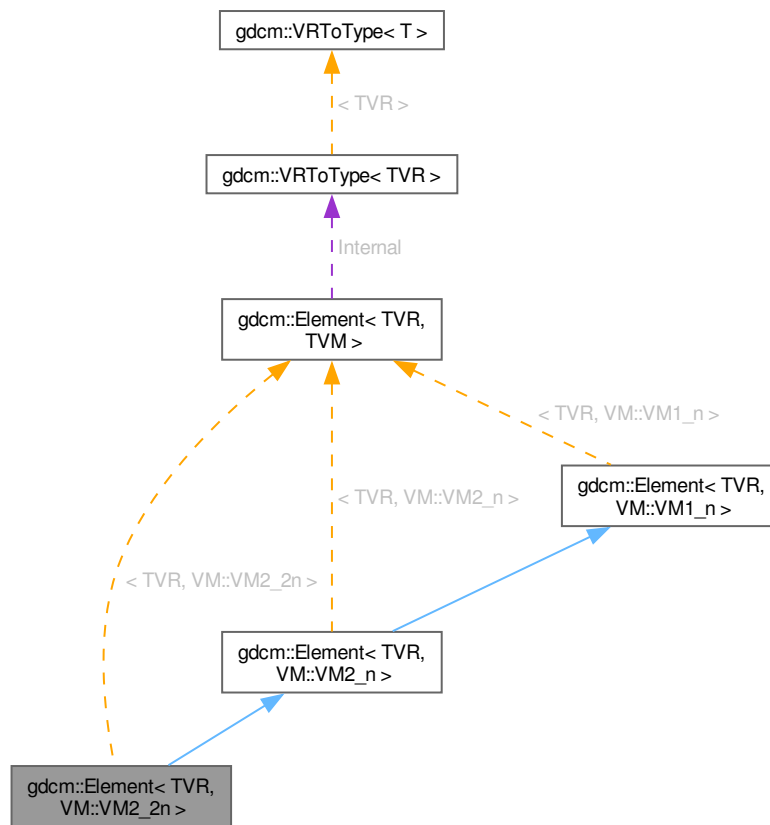 gdcm::VRToType< T >
< TVR >
gdcm::VRToType< TVR >
Internal
gdcm::Element< TVR,
TVM >
< TVR, VM::VM1_n >
gdcm::Element< TVR,
VM::VM1_n >
< TVR, VM::VM2_n >
< TVR, VM::VM2_2n >
gdcm::Element< TVR,
VM::VM2_n >
gdcm::Element< TVR,
VM::VM2_2n >